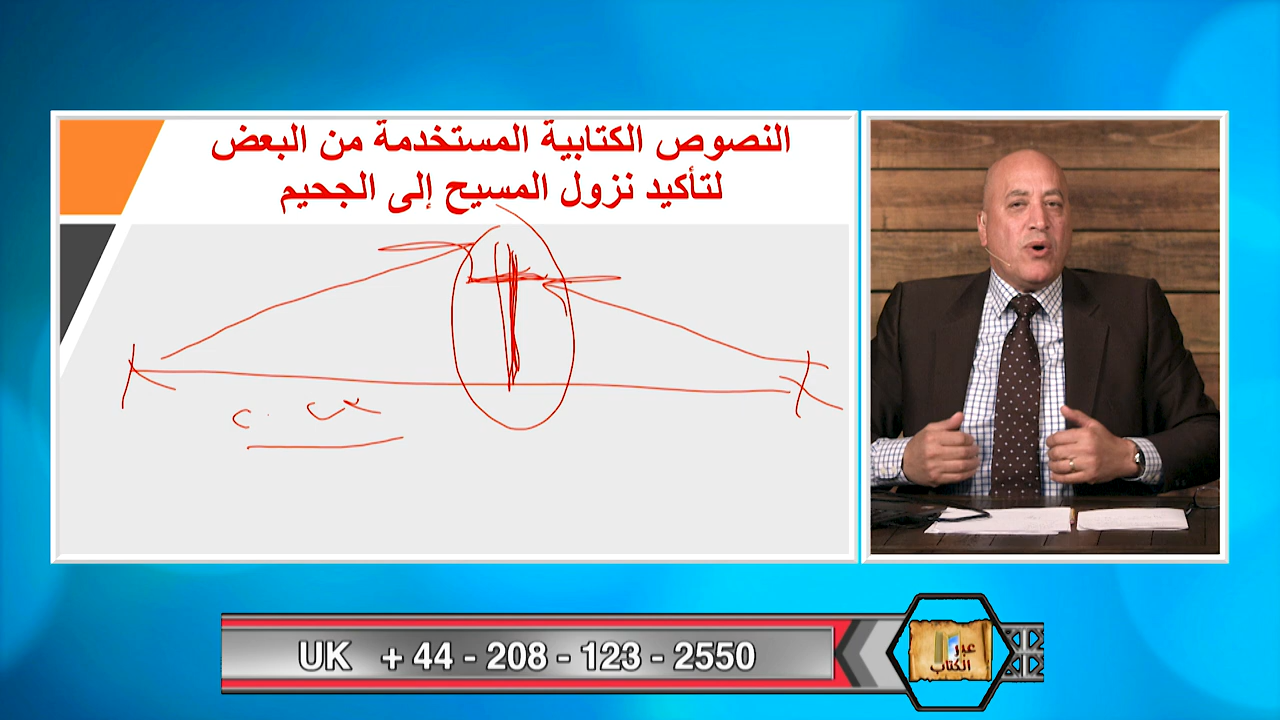 النصوص الكتابية المستخدمة من البعض
لتأكيد نزول المسيح إلى الجحيم
UK + 44 - 208 - 123 - 2550
عبر
الكتاب